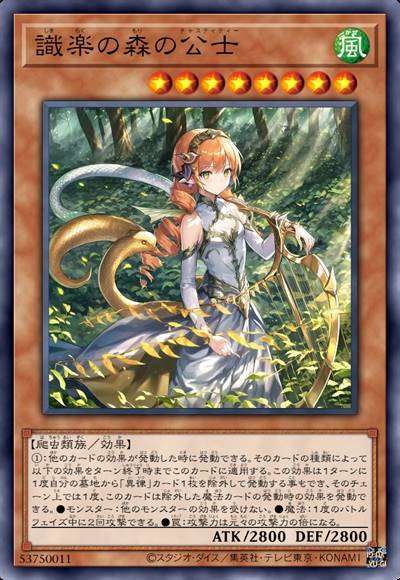 識楽の森の公士
チャスティティー
風
【爬虫類族／効果】
①：他のカードの効果が発動した時に発動できる。そのカードの種類によって
以下の効果をターン終了時までこのカードに適用する。この効果は1ターンに
1度自分の墓地から「異律」カード1枚を除外して発動する事もでき、そのチェ
ーン上では1度、このカードは除外した魔法カードの発動時の効果を発動で
きる。●モンスター：他のモンスターの効果を受けない。●魔法：1度のバトル
フェイズ中に2回攻撃できる。●罠：攻撃力は元々の攻撃力の倍になる。
ATK/2800 DEF/2800
53750011
©スタジオ・ダイス／集英社・テレビ東京・KONAMI